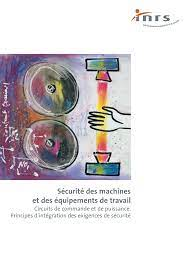 inrs
Sécurité des machines
et des équipements de travail
Circuits de commande et de puissance.
Principes d'intégration des exigences de sécurité